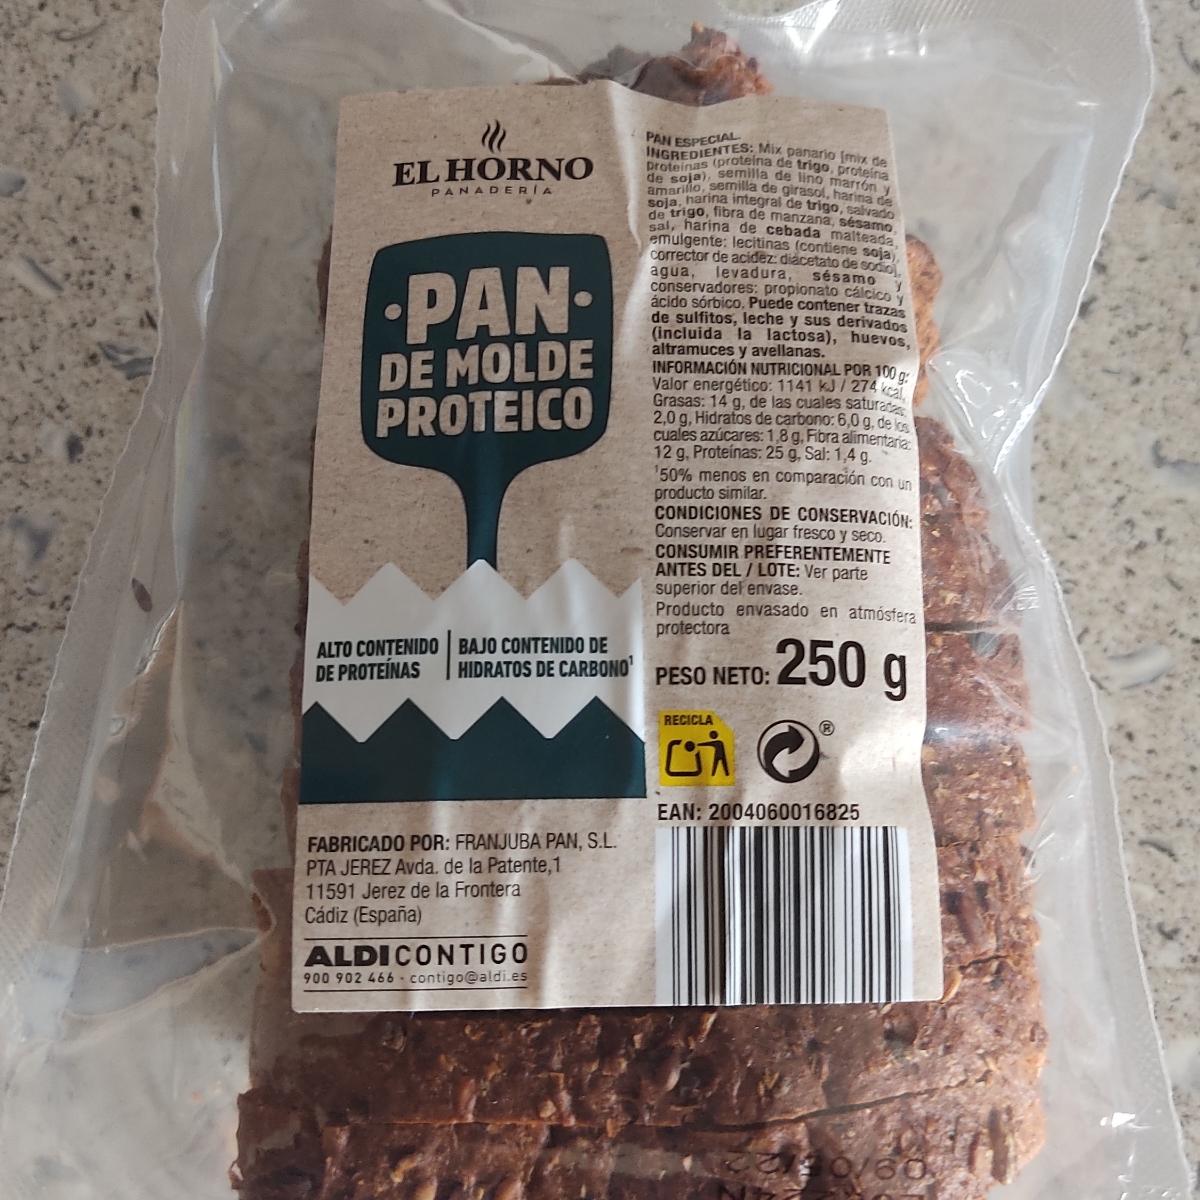 EL HORNO
PANADERÍA
·PAN·
DE MOLDE
PROTEICO
ALTO CONTENIDO
DE PROTEÍNAS
BAJO CONTENIDO DE
HIDRATOS DE CARBONO¹
FABRICADO POR: FRANJUBA PAN, S.L.
PTA JEREZ Avda. de la Patente,1
11591 Jerez de la Frontera
Cádiz (España)
ALDI CONTIGO
900 902 466 - contigo@aldi.es
PAN ESPECIAL.
INGREDIENTES: Mix panario [mix de
proteínas (proteína de trigo, proteína
de soja), semilla de lino marrón y
amarillo, semilla de girasol, harina de
soja, harina integral de trigo, salvado
de trigo, fibra de manzana, sésamo,
sal, harina de cebada malteada,
emulgente: lecitinas (contiene soja),
corrector de acidez: diacetato de sodio],
agua, levadura, sésamo y
conservadores: propionato cálcico y
ácido sórbico. Puede contener trazas
de sulfitos, leche y sus derivados
(incluida la lactosa), huevos,
altramuces y avellanas.
INFORMACIÓN NUTRICIONAL POR 100 g:
Valor energético: 1141 kJ / 274 kcal,
Grasas: 14 g, de las cuales saturadas:
2,0 g, Hidratos de carbono: 6,0 g, de los
cuales azúcares: 1,8 g, Fibra alimentaria:
12 g, Proteínas: 25 g, Sal: 1,4 g.
¹50% menos en comparación con un
producto similar.
CONDICIONES DE CONSERVACIÓN:
Conservar en lugar fresco y seco.
CONSUMIR PREFERENTEMENTE
ANTES DEL / LOTE: Ver parte
superior del envase.
Producto envasado en atmósfera
protectora
PESO NETO: 250 g
RECICLA
®
EAN: 2004060016825